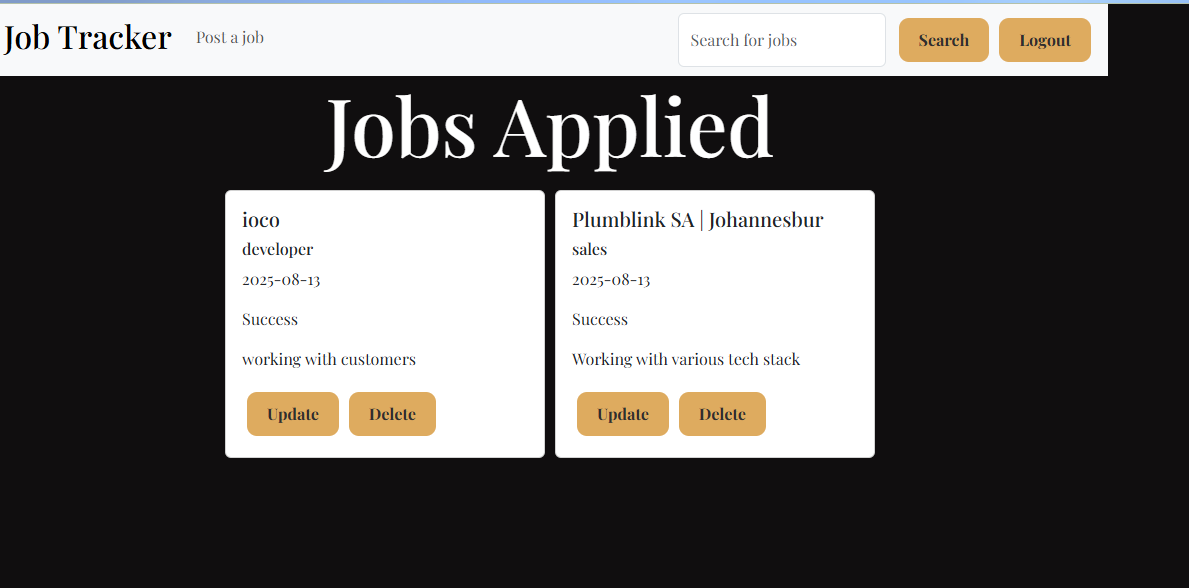 Job Tracker Post a job Search for jobs Search Logout
Jobs Applied
ioco
developer
2025-08-13
Success
working with customers
Update Delete
Plumblink SA | Johannesbur
sales
2025-08-13
Success
Working with various tech stack
Update Delete